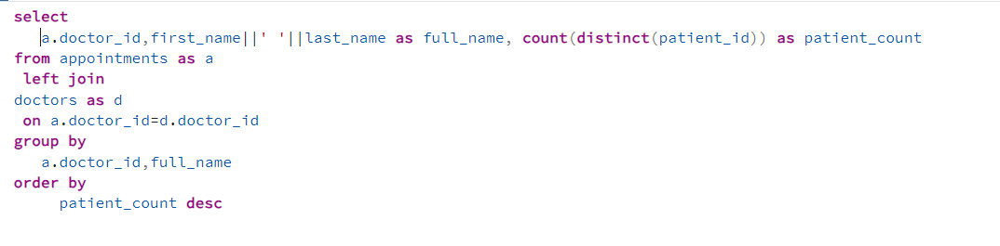 select
a.doctor_id,first_name||' '||last_name as full_name, count(distinct(patient_id)) as patient_count
from appointments as a
left join
doctors as d
on a.doctor_id=d.doctor_id
group by
a.doctor_id,full_name
order by
patient_count desc